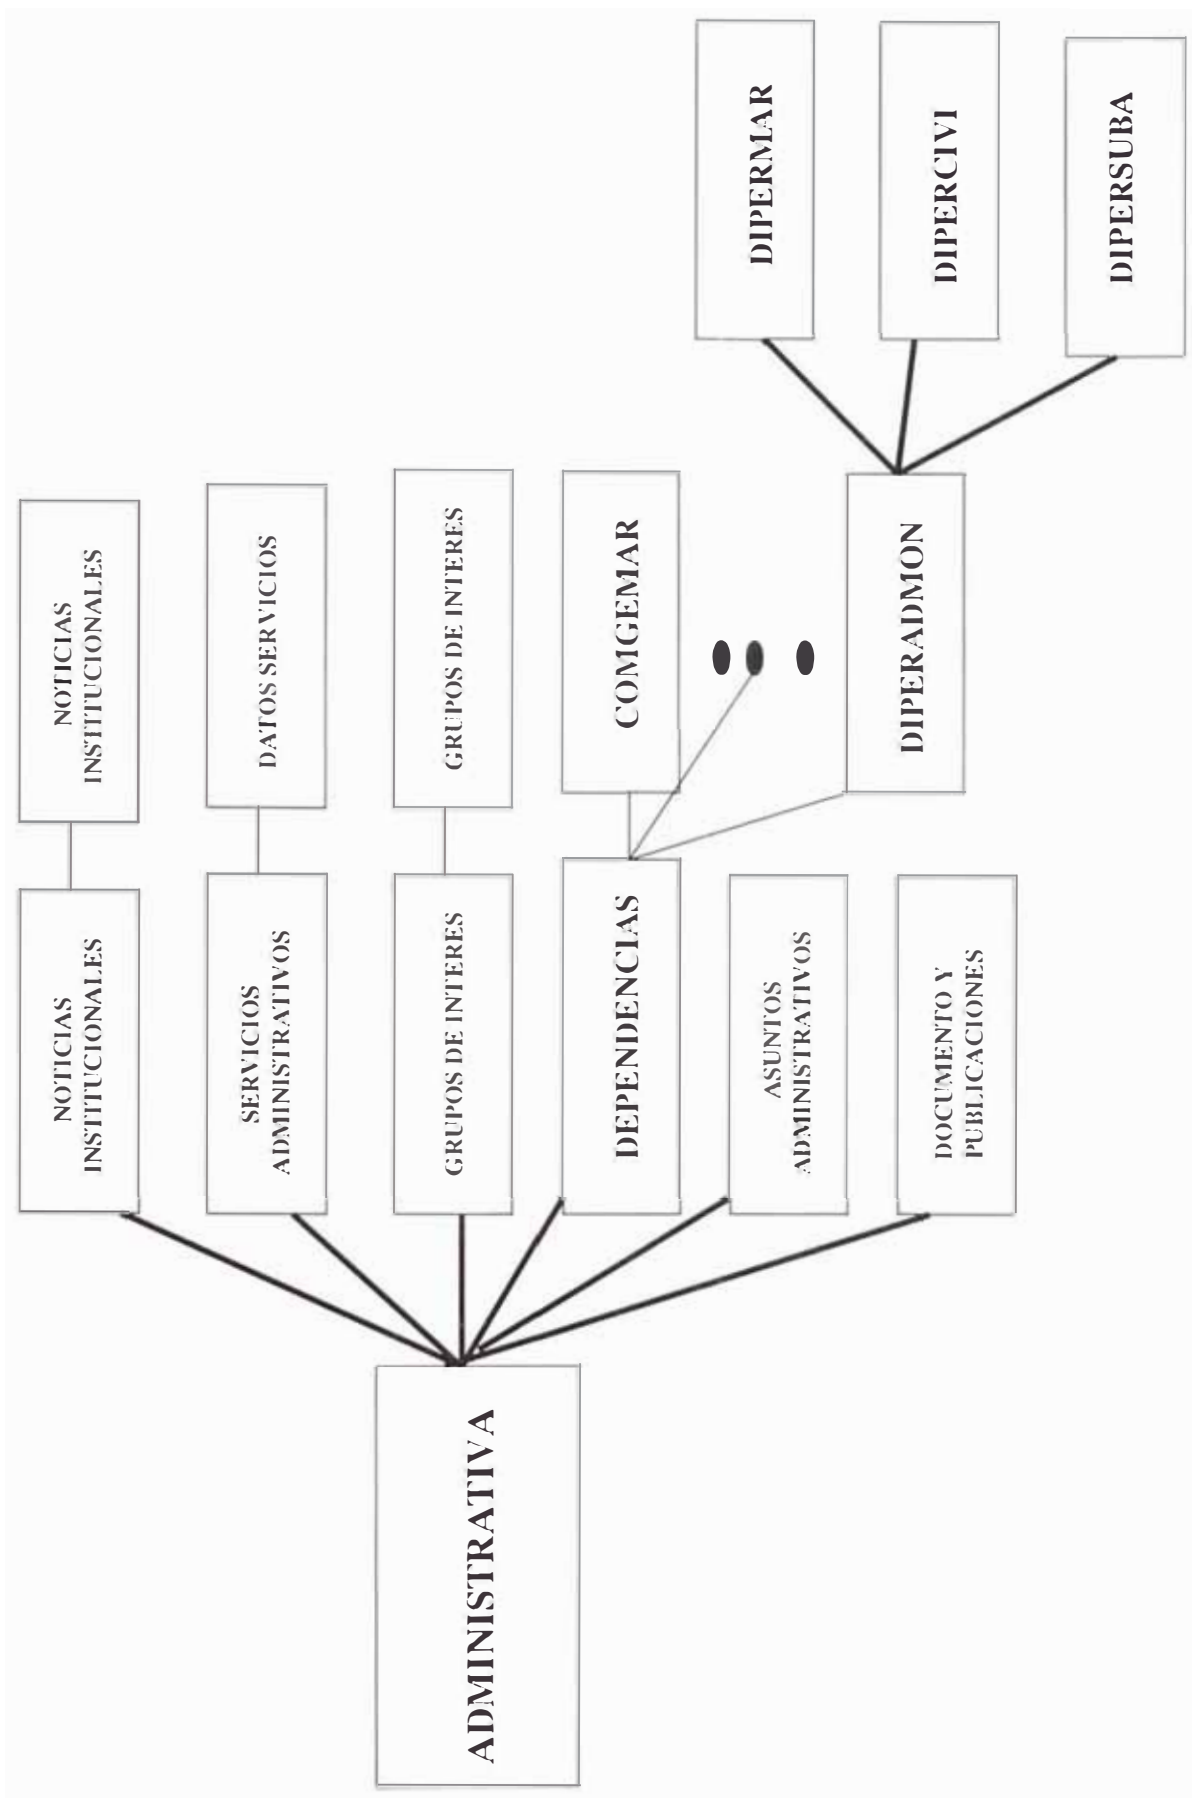 ADMINISTRATIVA
NOTICIAS
INSTITUCIONALES
SERVICIOS
ADMINISTRATIVOS
GRUPOS DE INTERES
DEPENDENCIAS
ASUNTOS
ADMINISTRATIVOS
DOCUMENTO Y
PUBLICACIONES
NOTICIAS
INSTITUCIONALES
DATOS SERVICIOS
GRUPOS DE INTERES
COMGEMAR
DIPERADMON
DIPERMAR
DIPERCIVI
DIPERSUBA